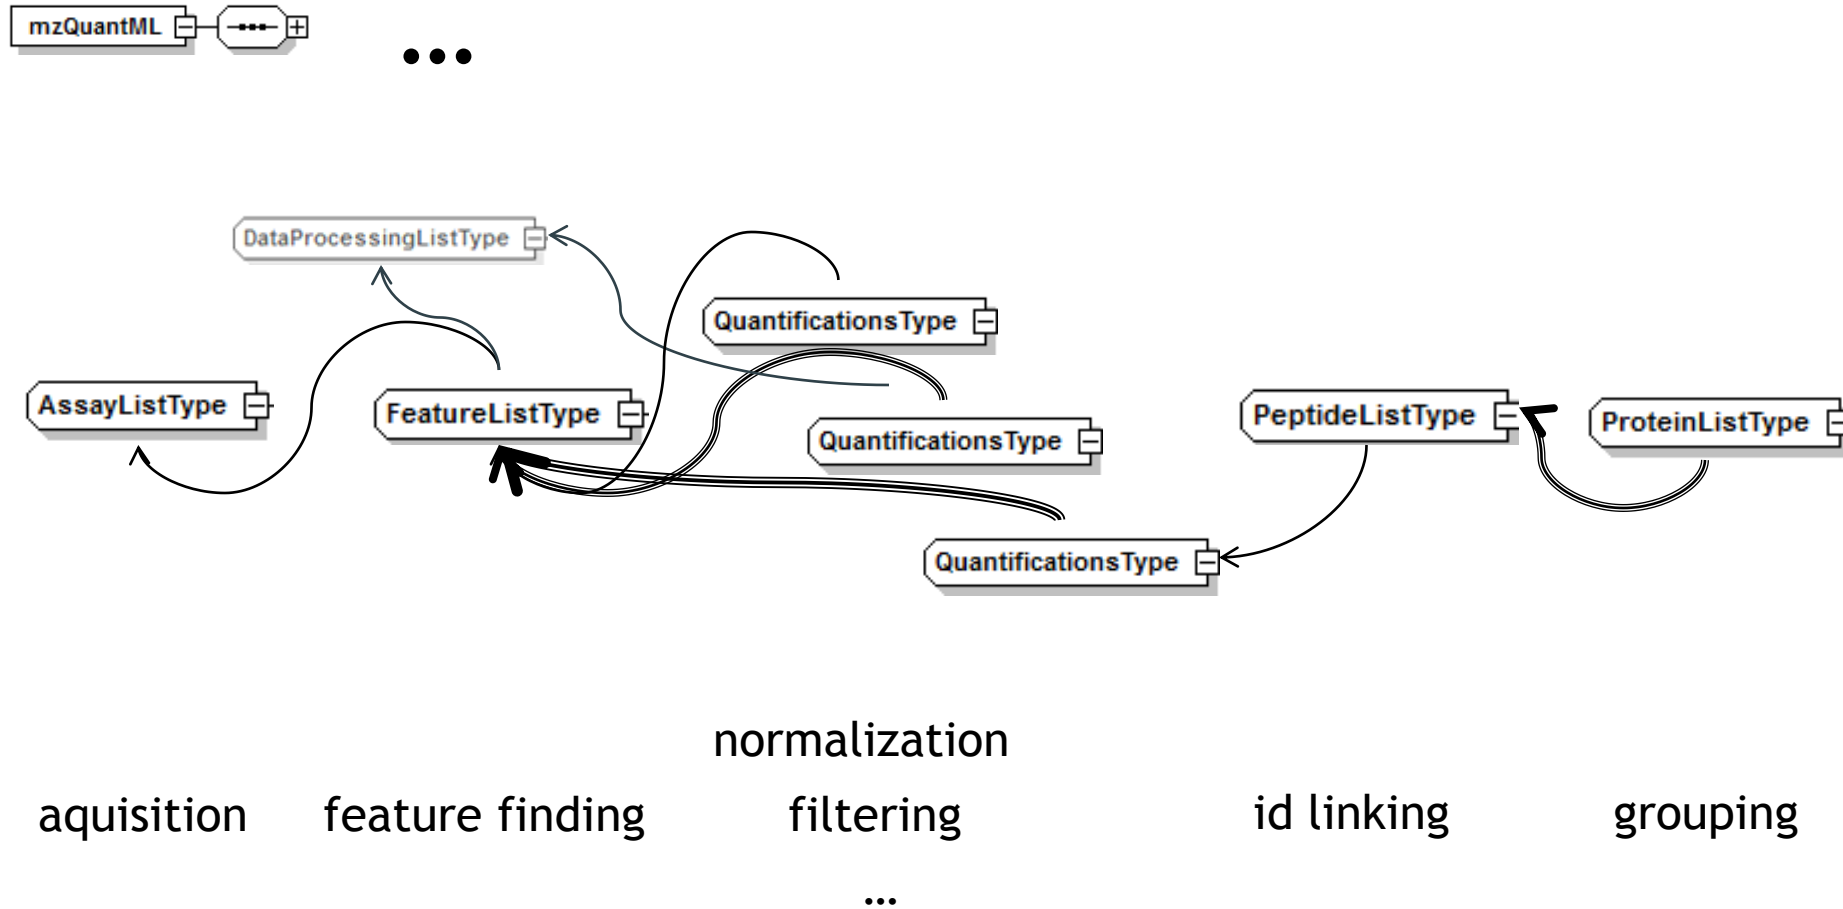 mzQuantML
...
DataProcessingListType
QuantificationsType
AssayListType
FeatureListType
QuantificationsType
PeptideListType
ProteinListType
QuantificationsType
normalization
aquisition
feature finding
filtering
id linking
grouping
...